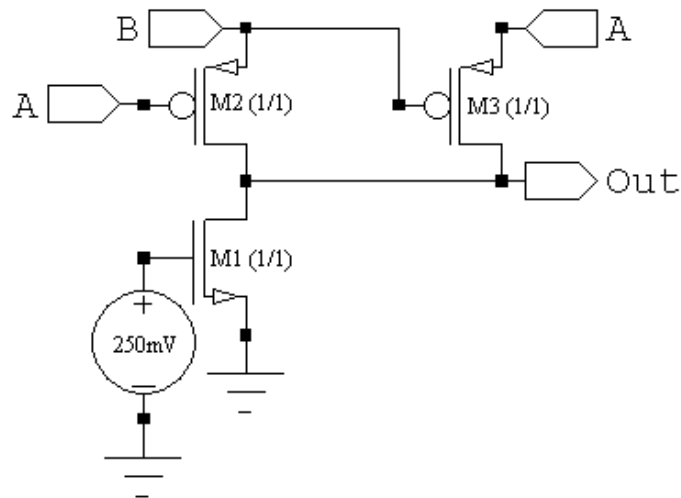 B
A
A
M2 (1/1)
M3 (1/1)
Out
M1 (1/1)
+
250mV
−